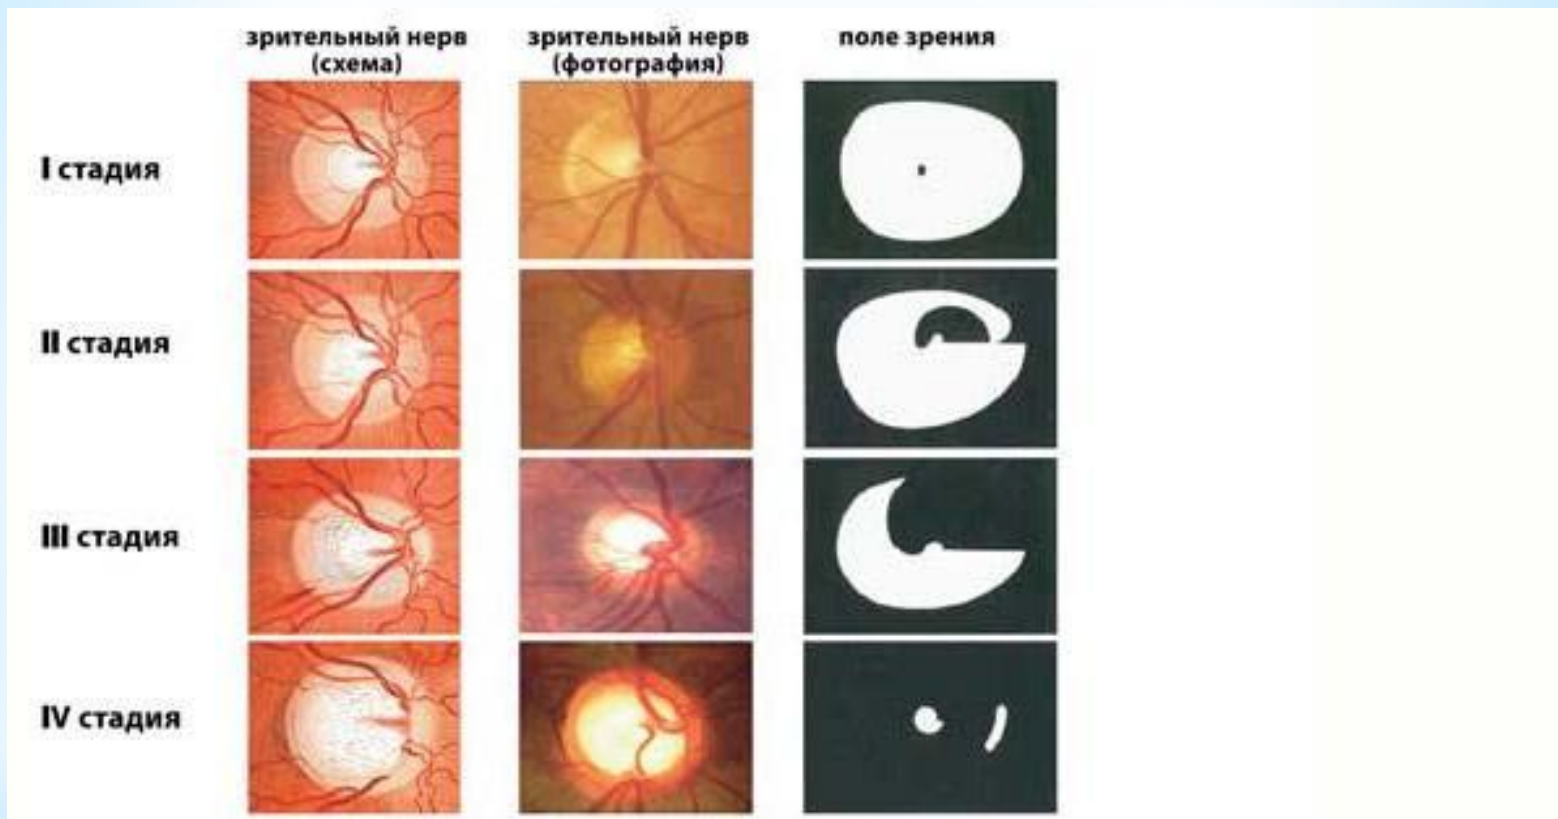 зрительный нерв
(схема)
зрительный нерв
(фотография)
поле зрения
I стадия
II стадия
III стадия
IV стадия